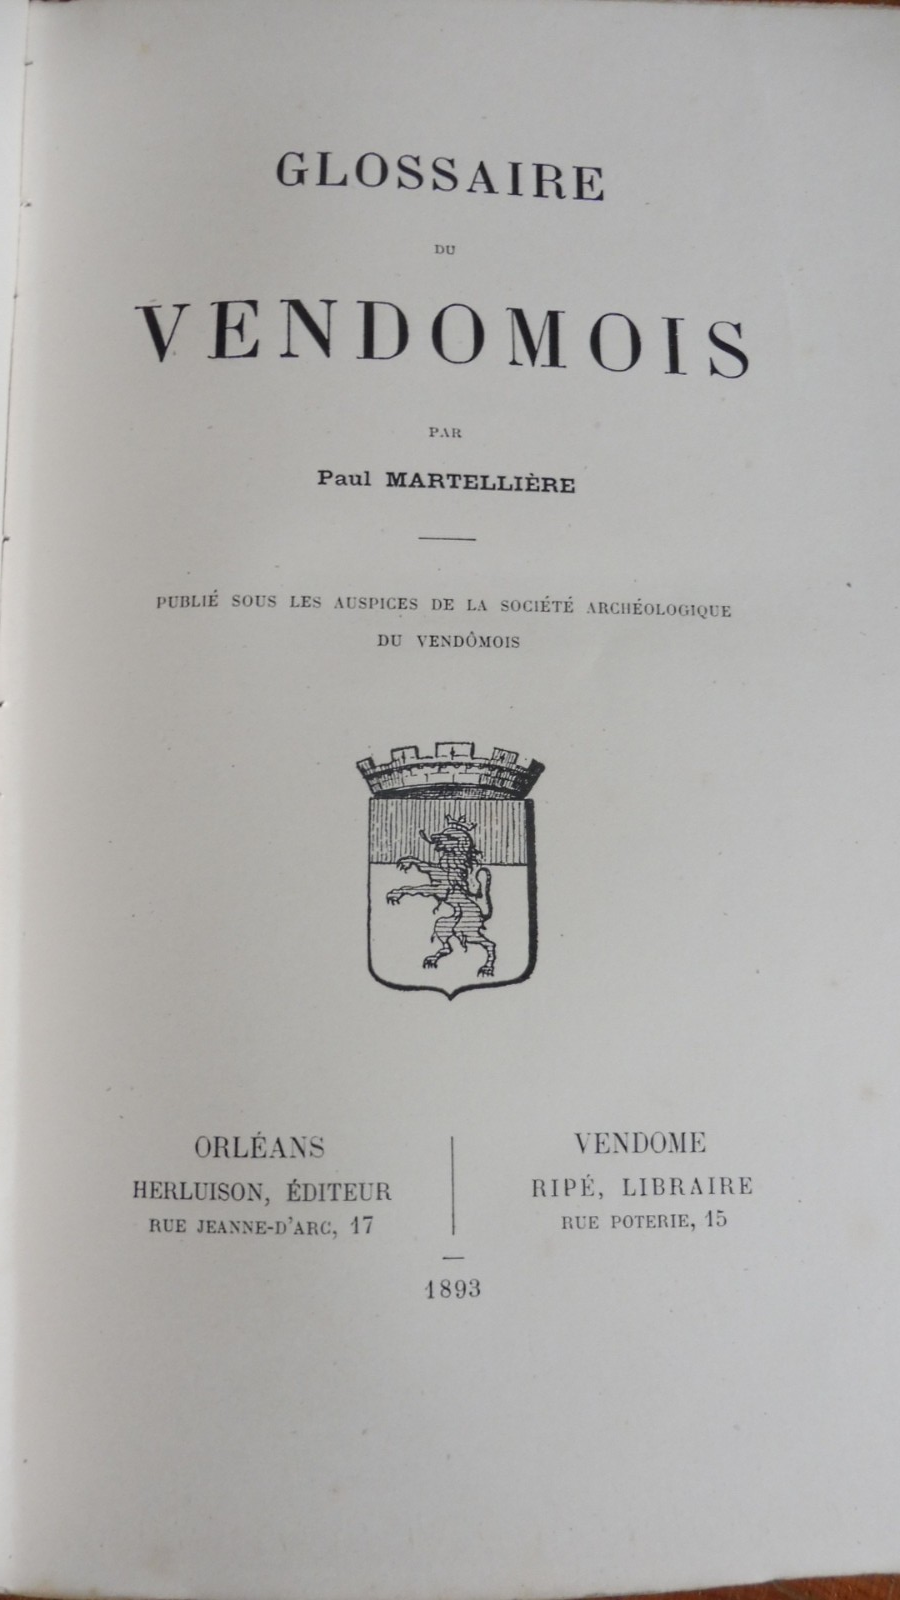 GLOSSAIRE
DU
VENDOMOIS
PAR
Paul MARTELLIÈRE
PUBLIÉ SOUS LES AUSPICES DE LA SOCIÉTÉ ARCHÉOLOGIQUE
DU VENDÔMOIS
ORLÉANS
HERLUISON, ÉDITEUR
RUE JEANNE-D'ARC, 17
VENDOME
RIPÉ, LIBRAIRE
RUE POTERIE, 15
1893